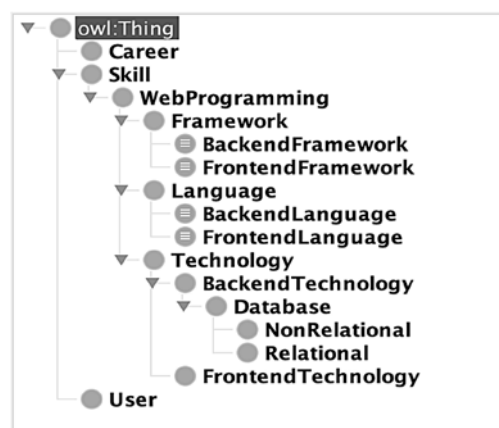 owl:Thing
Career
Skill
WebProgramming
Framework
BackendFramework
FrontendFramework
Language
BackendLanguage
FrontendLanguage
Technology
BackendTechnology
Database
NonRelational
Relational
FrontendTechnology
User